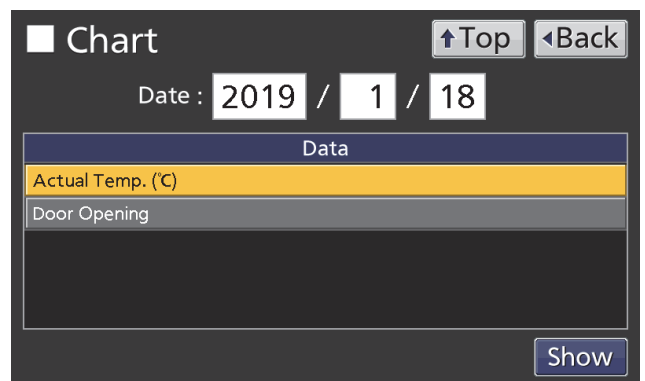 Chart
Top
Back
Date : 2019 / 1 / 18
Data
Actual Temp. (℃)
Door Opening
Show